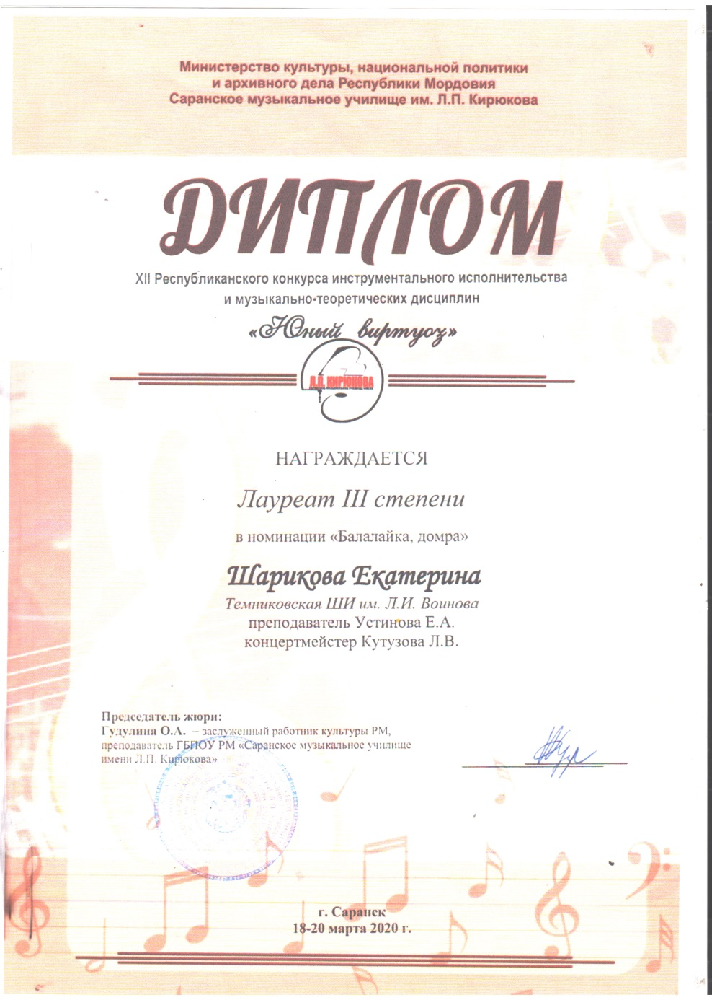 Министерство культуры, национальной политики
и архивного дела Республики Мордовия
Саранское музыкальное училище им. Л.П. Кирюкова
ДИПЛОМ
XII Республиканского конкурса инструментального исполнительства
и музыкально-теоретических дисциплин
«Юный виртуоз»
Л.П. КИРЮКОВА
НАГРАЖДАЕТСЯ
Лауреат III степени
в номинации «Балалайка, домра»
Шарикова Екатерина
Темниковская ШИ им. Л.И. Воинова
преподаватель Устинова Е.А.
концертмейстер Кутузова Л.В.
Председатель жюри:
Гудулина О.А. – заслуженный работник культуры РМ,
преподаватель ГБПОУ РМ «Саранское музыкальное училище
имени Л.П. Кирюкова»
г. Саранск
18-20 марта 2020 г.